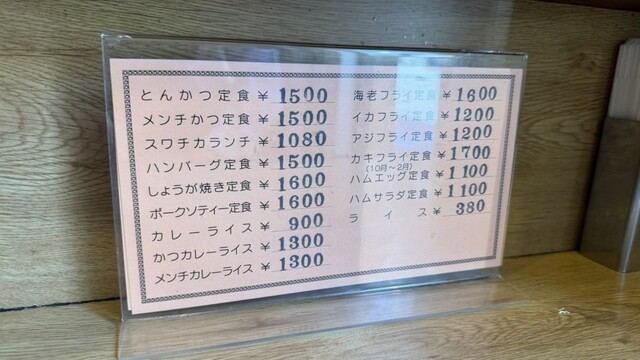 とんかつ定食 ¥ 1500
メンチかつ定食 ¥ 1500
スワチカランチ ¥ 1080
ハンバーグ定食 ¥ 1500
しょうが焼き定食 ¥ 1600
ポークソティー定食 ¥ 1600
カレーライス ¥ 900
かつカレーライス ¥ 1300
メンチカレーライス ¥ 1300
海老フライ定食 ¥ 1600
イカフライ定食 ¥ 1200
アジフライ定食 ¥ 1200
カキフライ定食 ¥ 1700
(10月〜2月)
ハムエッグ定食 ¥ 1100
ハムサラダ定食 ¥ 1100
ライス ¥ 380